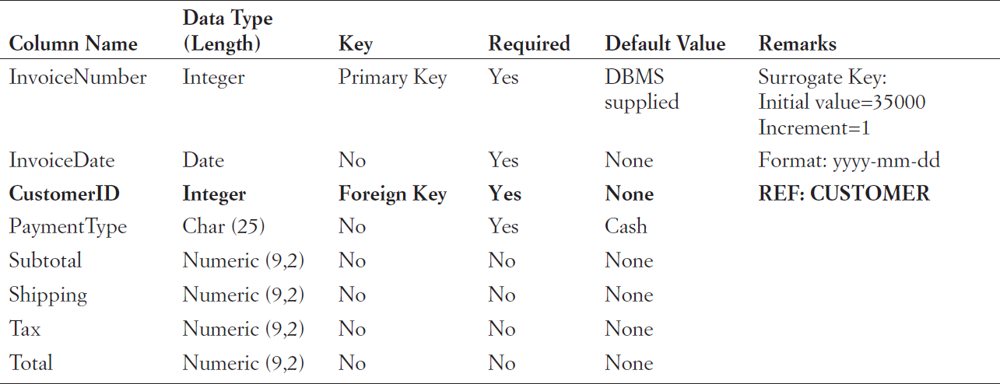 Column Name Data Type (Length) Key Required Default Value Remarks
InvoiceNumber Integer Primary Key Yes DBMS supplied Surrogate Key: Initial value=35000 Increment=1
InvoiceDate Date No Yes None Format: yyyy-mm-dd
CustomerID Integer Foreign Key Yes None REF: CUSTOMER
PaymentType Char (25) No Yes Cash
Subtotal Numeric (9,2) No No None
Shipping Numeric (9,2) No No None
Tax Numeric (9,2) No No None
Total Numeric (9,2) No No None